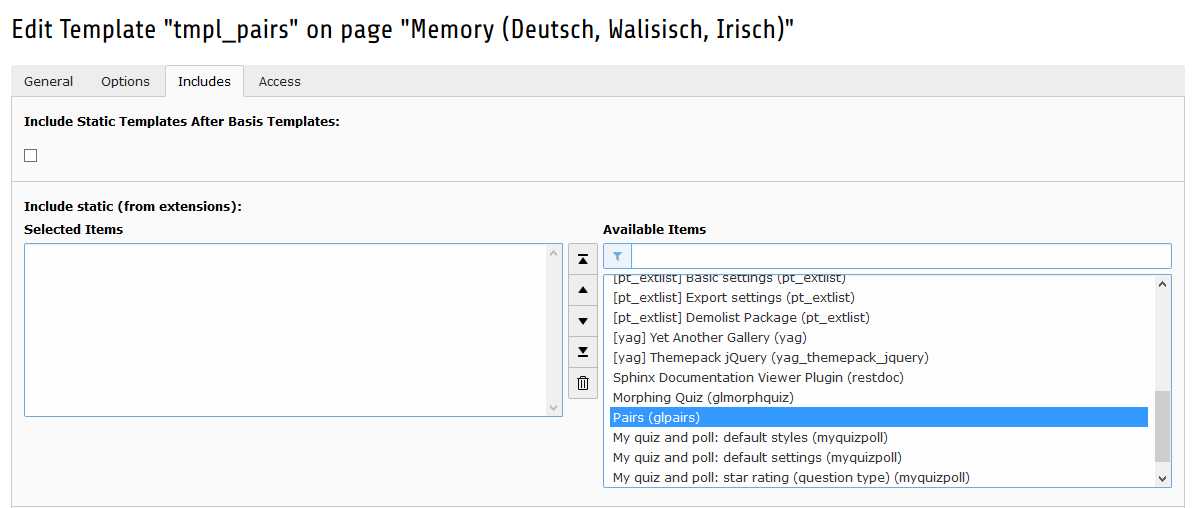 Edit Template "tmpl_pairs" on page "Memory (Deutsch, Walisisch, Irisch)"
General Options Includes Access
Include Static Templates After Basis Templates:
Include static (from extensions):
Selected Items
Available Items
[pt_extlist] Basic settings (pt_extlist)
[pt_extlist] Export settings (pt_extlist)
[pt_extlist] Demolist Package (pt_extlist)
[yag] Yet Another Gallery (yag)
[yag] Themepack jQuery (yag_themepack_jquery)
Sphinx Documentation Viewer Plugin (restdoc)
Morphing Quiz (glmorphquiz)
Pairs (glpairs)
My quiz and poll: default styles (myquizpoll)
My quiz and poll: default settings (myquizpoll)
My quiz and poll: star rating (question type) (myquizpoll)